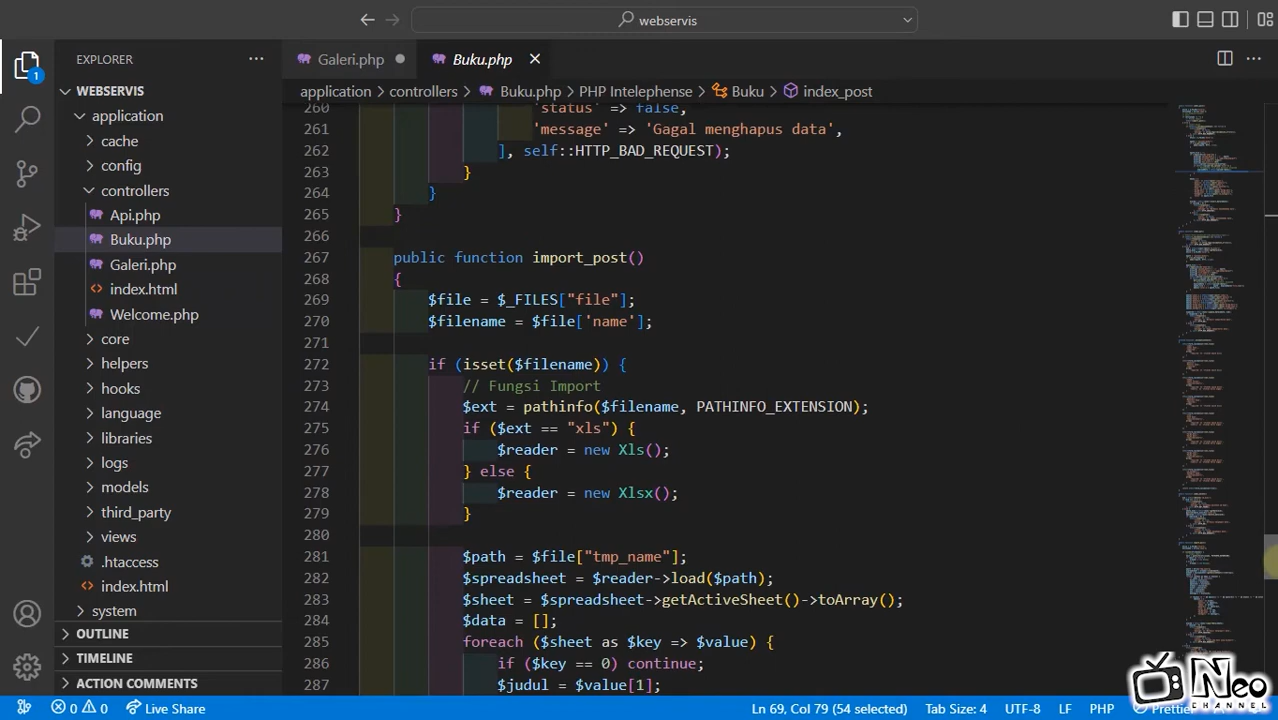 webservis
EXPLORER
Galeri.php
Buku.php
WEBSERVIS
application
controllers
Buku.php
PHP Intelephense
Buku
index_post
application
cache
config
controllers
Api.php
Buku.php
Galeri.php
index.html
Welcome.php
core
helpers
hooks
language
libraries
logs
models
third_party
views
.htaccess
index.html
system
OUTLINE
TIMELINE
ACTION COMMENTS
1
260 'status' => false,
261 'message' => 'Gagal menghapus data',
262 ], self::HTTP_BAD_REQUEST);
263 }
264 }
265 }
266
267 public function import_post()
268 {
269 $file = $_FILES["file"];
270 $filename = $file['name'];
271
272 if (isset($filename)) {
273 // Fungsi Import
274 $ext = pathinfo($filename, PATHINFO_EXTENSION);
275 if ($ext == "xls") {
276 $reader = new Xls();
277 } else {
278 $reader = new Xlsx();
279 }
280
281 $path = $file["tmp_name"];
282 $spreadsheet = $reader->load($path);
283 $sheet = $spreadsheet->getActiveSheet()->toArray();
284 $data = [];
285 foreach ($sheet as $key => $value) {
286 if ($key == 0) continue;
287 $judul = $value[1];
0 0 Live Share
Ln 69, Col 79 (54 selected) Tab Size: 4 UTF-8 LF PHP
Neo
CHANNEL